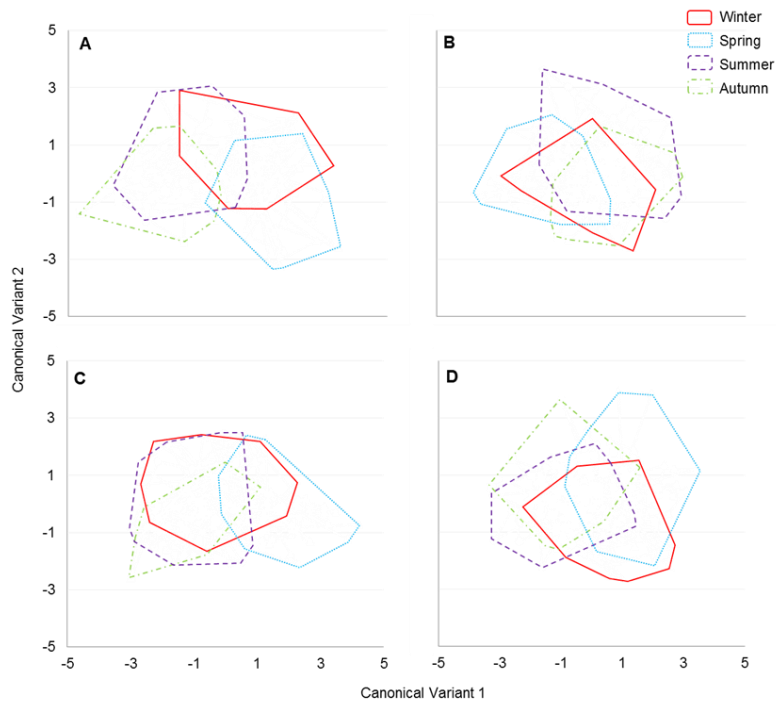 A
B
Winter
Spring
Summer
Autumn
5
3
1
-1
-3
-5
Canonical Variant 2
C
D
5
3
1
-1
-3
-5
-5 -3 -1 1 3 5
-5 -3 -1 1 3 5
Canonical Variant 1